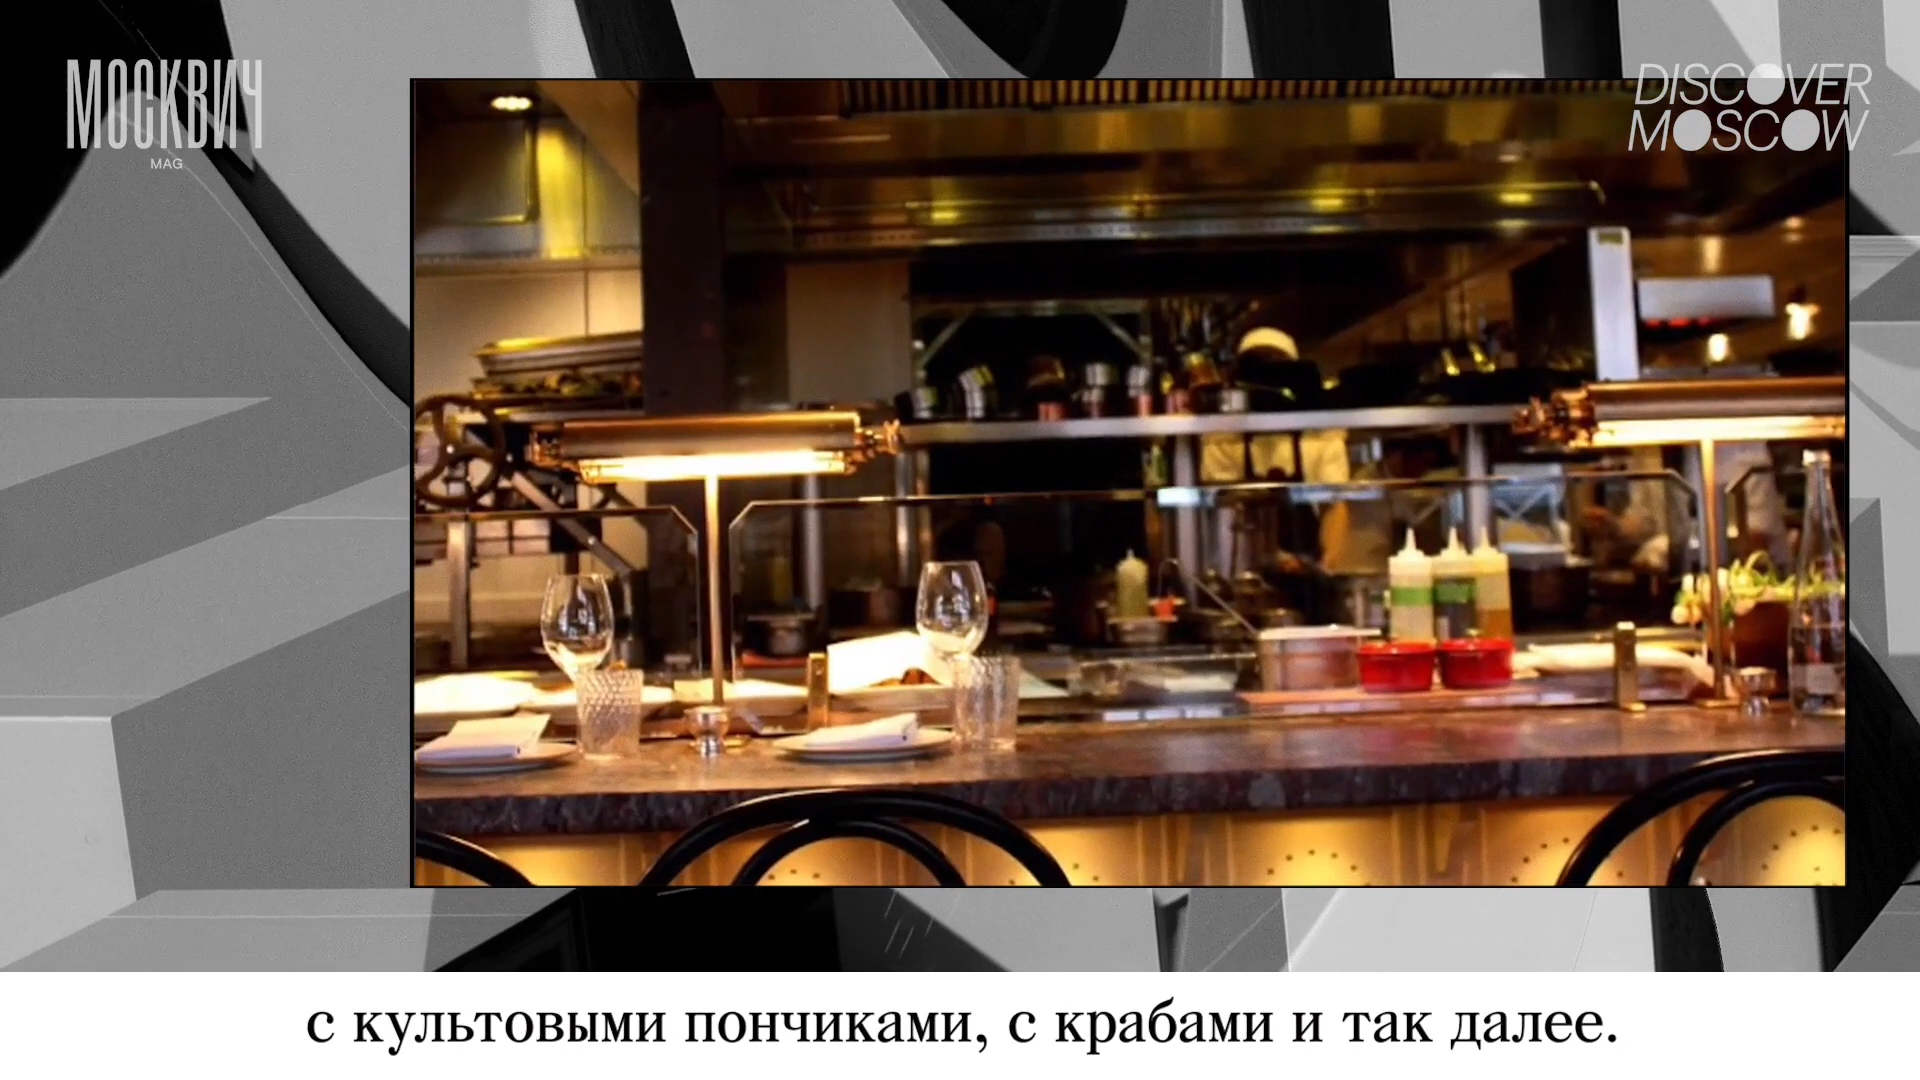 МОСКВИЧ
MAG
DISCOVER
MOSCOW
с культовыми пончиками, с крабами и так далее.